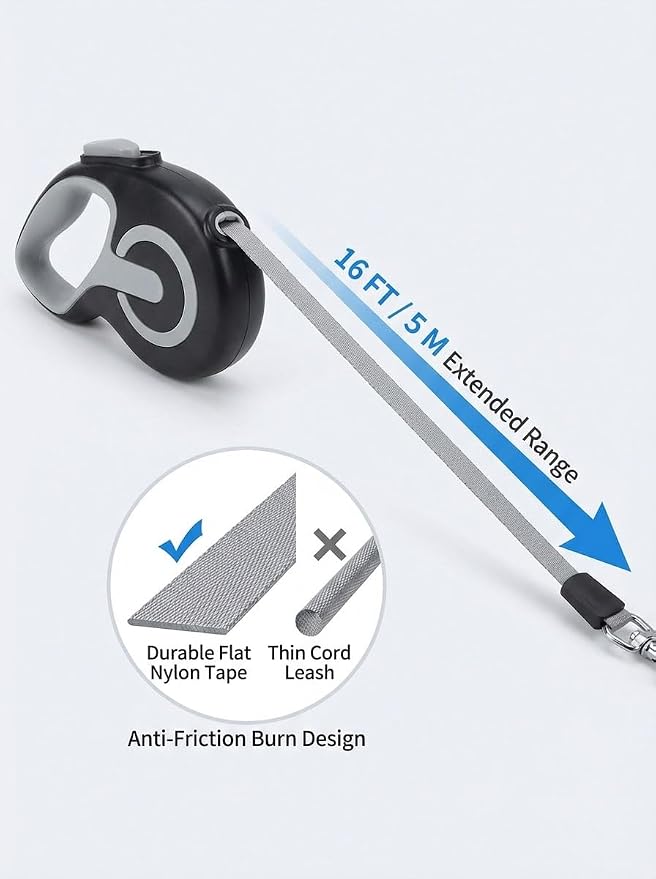 16 FT / 5 M Extended Range
Durable Flat
Nylon Tape
Thin Cord
Leash
Anti-Friction Burn Design